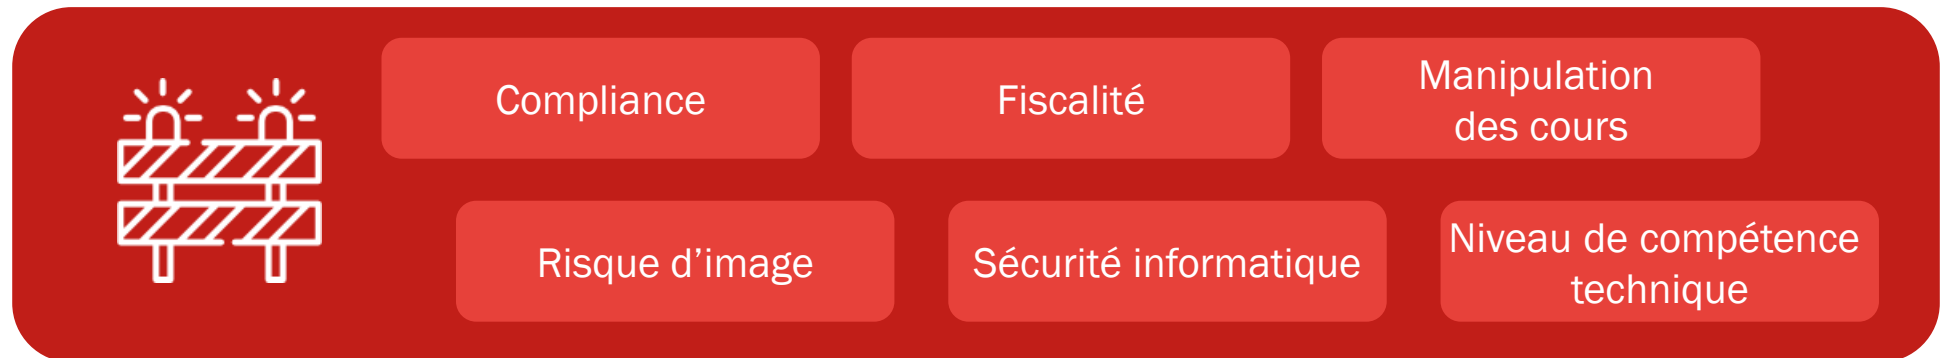 Compliance
Fiscalité
Manipulation
des cours
Risque d’image
Sécurité informatique
Niveau de compétence
technique